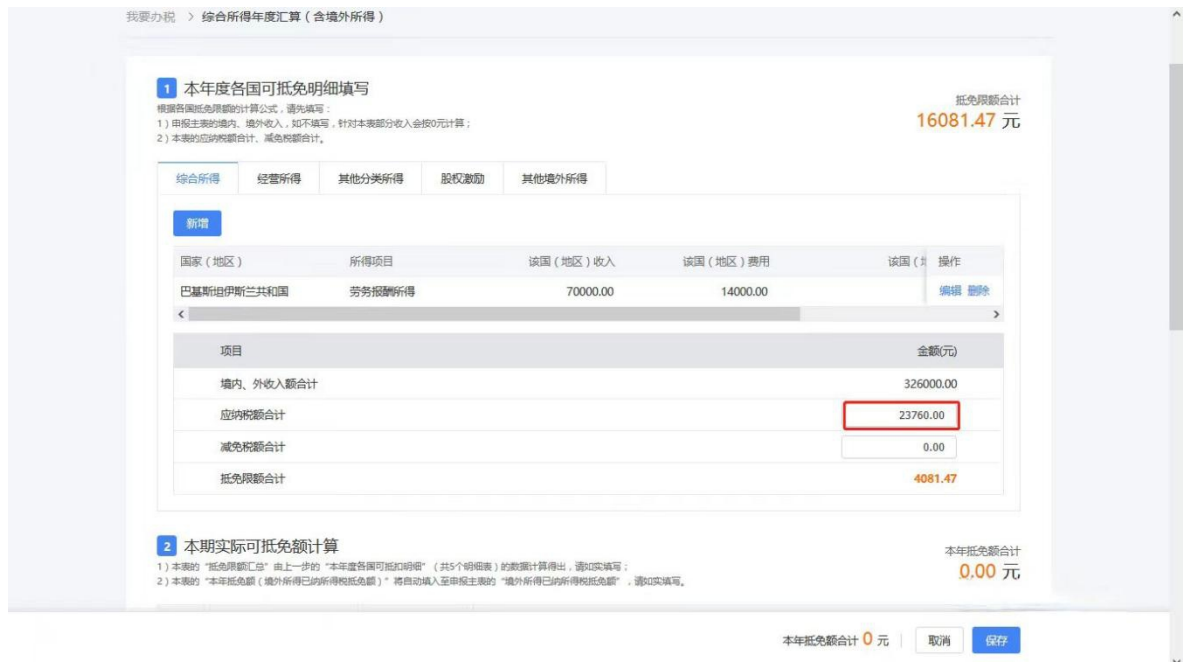 我要办税 > 综合所得年度汇算（含境外所得）
1 本年度各国可抵免明细填写
根据各国抵免限额的计算公式，请先填写：
1）申报主表的境内、境外收入，如不填写，针对本表部分收入会按0元计算；
2）本表的应纳税额合计、减免税额合计。
抵免限额合计
16081.47 元
综合所得 经营所得 其他分类所得 股权激励 其他境外所得
新增
国家（地区） 所得项目 该国（地区）收入 该国（地区）费用 该国（ 操作
巴基斯坦伊斯兰共和国 劳务报酬所得 70000.00 14000.00 编辑 删除
项目 金额(元)
境内、外收入额合计 326000.00
应纳税额合计 23760.00
减免税额合计 0.00
抵免限额合计 4081.47
2 本期实际可抵免额计算
1）本表的“抵免限额汇总”由上一步的“本年度各国可抵扣明细”（共5个明细表）的数据计算得出，请如实填写；
2）本表的“本年抵免额（境外所得已纳所得税抵免额）”将自动填入至申报主表的“境外所得已纳所得税抵免额”，请如实填写。
本年抵免额合计
0.00 元
本年抵免额合计 0 元 取消 保存